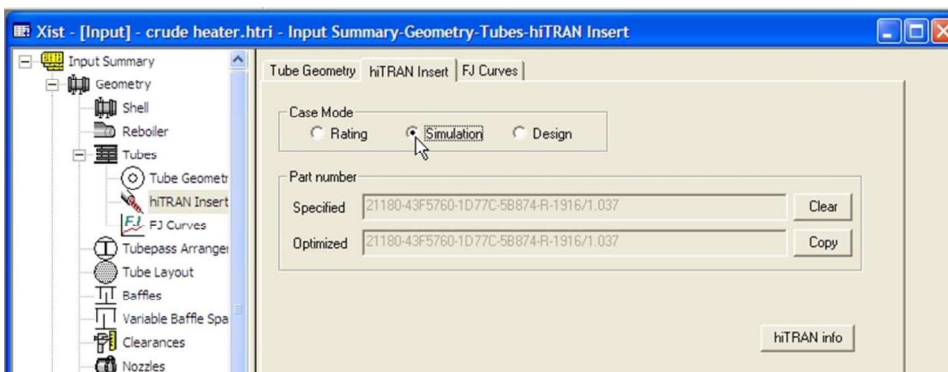 Xist - [Input] - crude heater.htri - Input Summary-Geometry-Tubes-hiTRAN Insert
Input Summary
Geometry
Shell
Reboiler
Tubes
Tube Geometr
hiTRAN Insert
FJ Curves
Tubepass Arranger
Tube Layout
Baffles
Variable Baffle Spa
Clearances
Nozzles
Tube Geometry hiTRAN Insert FJ Curves
Case Mode
Rating Simulation Design
Part number
Specified 21180-43F5760-1D77C-5B874-R-1916/1.037 Clear
Optimized 21180-43F5760-1D77C-5B874-R-1916/1.037 Copy
hiTRAN info